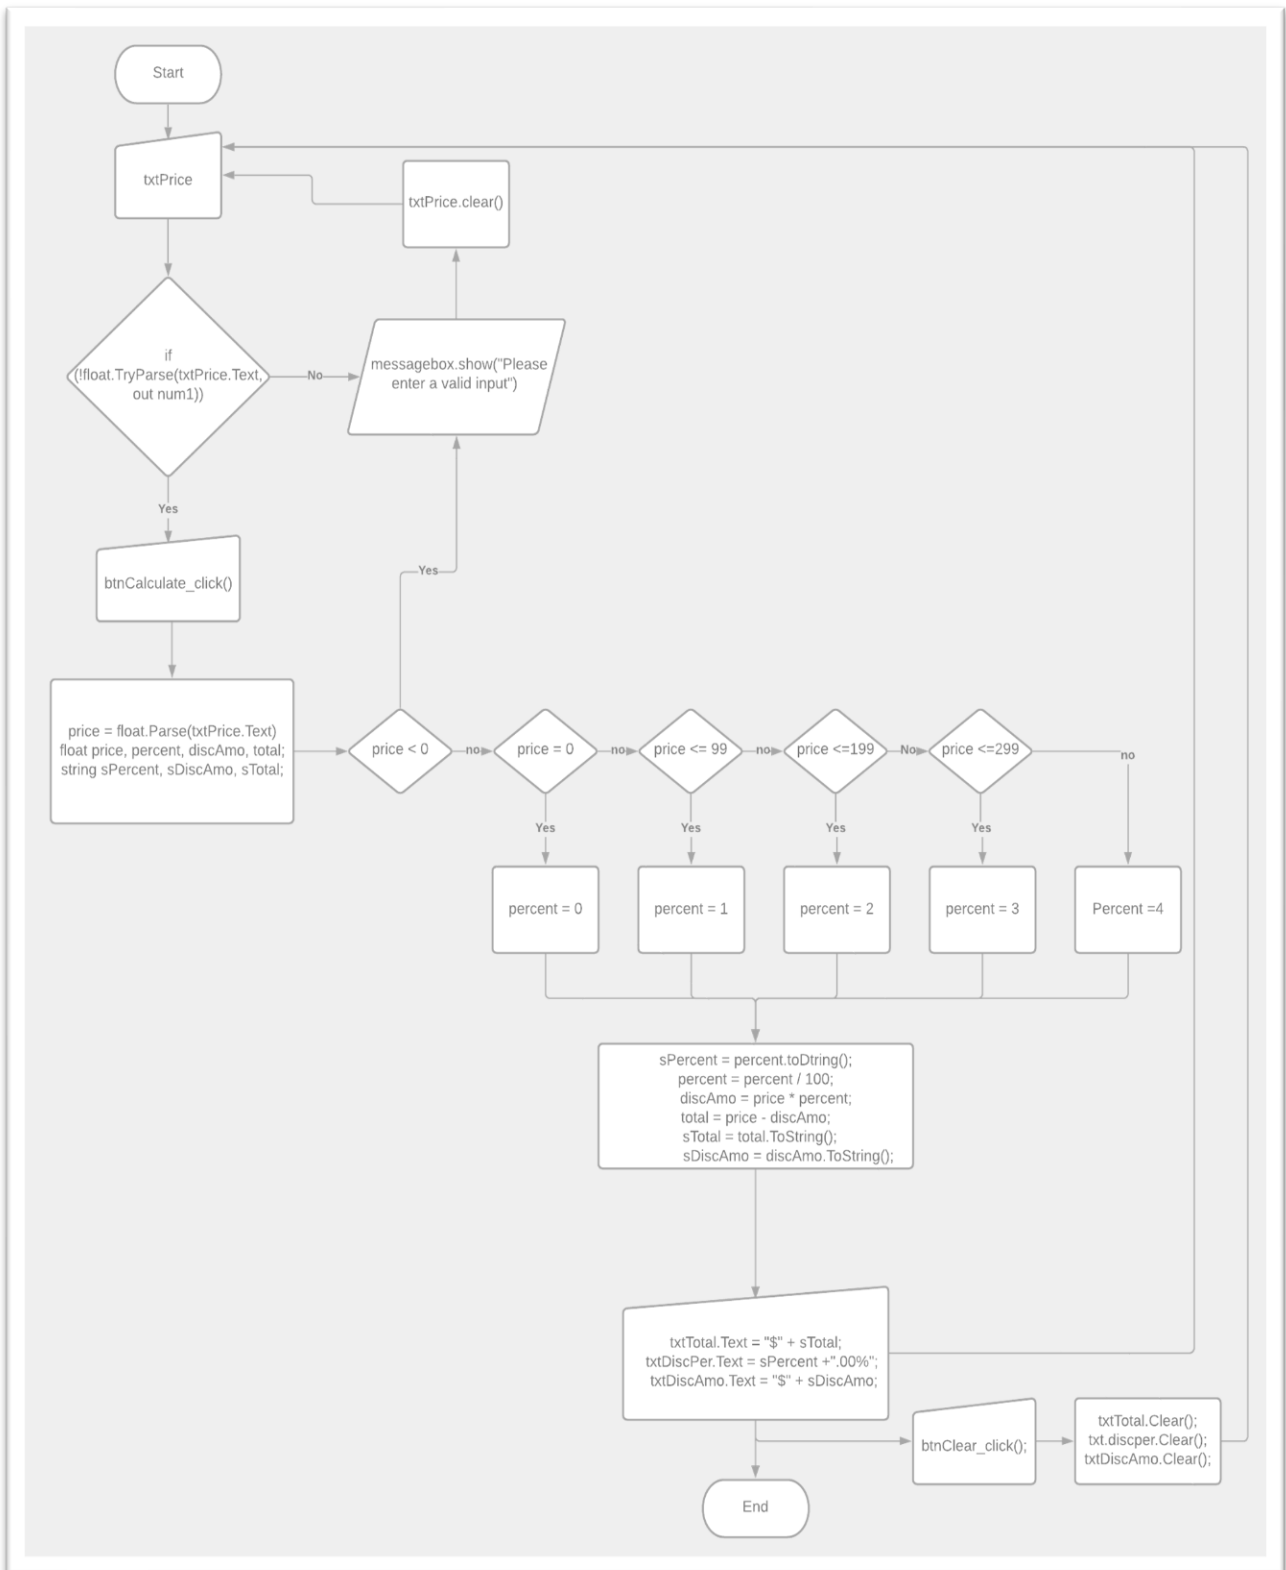 Start
txtPrice
txtPrice.clear()
if
(!float.TryParse(txtPrice.Text,
out num1))
No
messagebox.show("Please
enter a valid input")
Yes
btnCalculate_click()
Yes
price = float.Parse(txtPrice.Text)
float price, percent, discAmo, total;
string sPercent, sDiscAmo, sTotal;
price < 0
no
price = 0
no
price <= 99
no
price <=199
No
price <=299
no
Yes
Yes
Yes
Yes
percent = 0
percent = 1
percent = 2
percent = 3
Percent =4
sPercent = percent.toDtring();
percent = percent / 100;
discAmo = price * percent;
total = price - discAmo;
sTotal = total.ToString();
sDiscAmo = discAmo.ToString();
txtTotal.Text = "$" + sTotal;
txtDiscPer.Text = sPercent +".00%";
txtDiscAmo.Text = "$" + sDiscAmo;
btnClear_click();
txtTotal.Clear();
txt.discper.Clear();
txtDiscAmo.Clear();
End